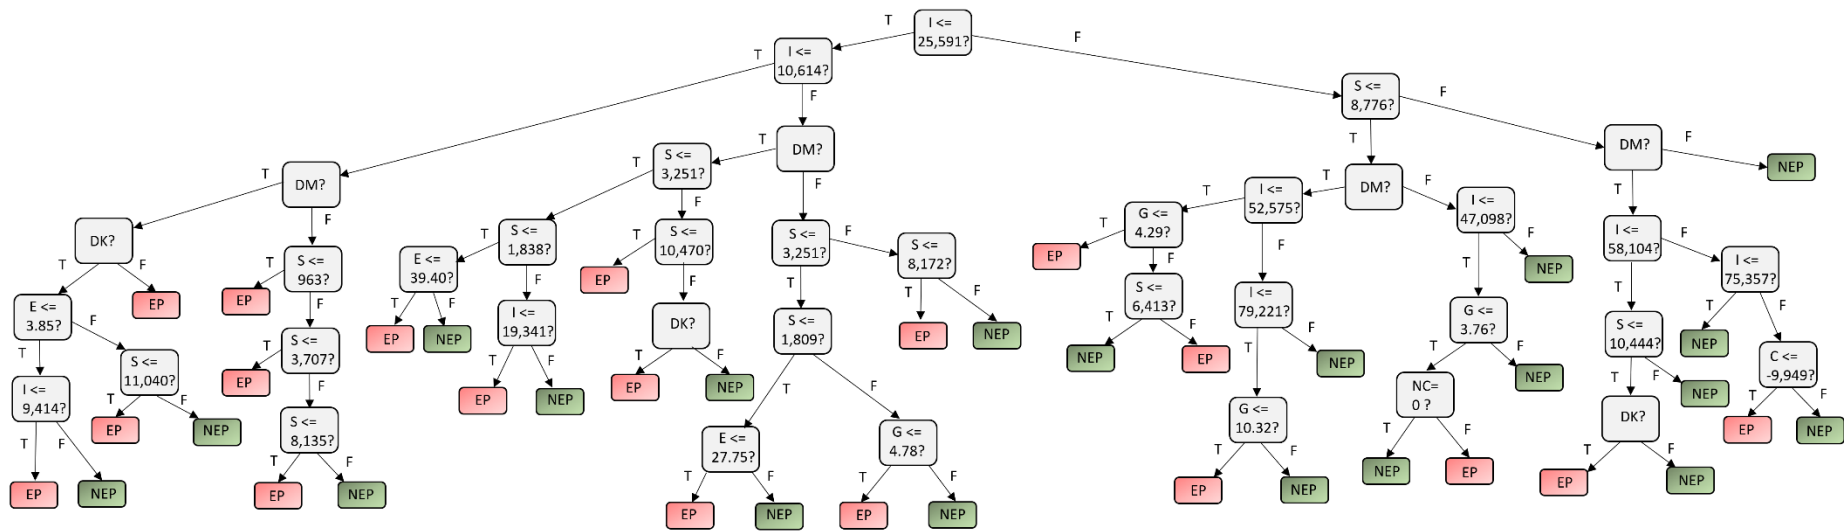 I <=
25,591?
T
F
I <=
10,614?
T
F
S <=
8,776?
T
F
DM?
T
F
DM?
T
F
S <=
3,251?
T
F
DM?
T
F
DM?
T
F
NEP
DK?
T
F
S <=
963?
T
F
S <=
1,838?
T
F
S <=
10,470?
T
F
S <=
3,251?
T
F
S <=
8,172?
T
F
G <=
4.29?
T
F
I <=
52,575?
T
F
I <=
47,098?
T
F
I <=
58,104?
T
F
I <=
75,357?
T
F
E <=
3.85?
T
F
EP
EP
S <=
3,707?
T
F
E <=
39.40?
T
F
I <=
19,341?
T
F
EP
DK?
T
F
S <=
1,809?
T
F
EP
NEP
EP
S <=
6,413?
T
F
I <=
79,221?
T
F
G <=
3.76?
T
F
NEP
S <=
10,444?
T
F
NEP
C <=
-9,949?
T
F
I <=
9,414?
T
F
S <=
11,040?
T
F
EP
S <=
8,135?
T
F
EP
NEP
EP
NEP
EP
NEP
E <=
27.75?
T
F
G <=
4.78?
T
F
NEP
EP
G <=
10.32?
T
F
NEP
NC=
0 ?
T
F
NEP
DK?
T
F
NEP
EP
NEP
EP
NEP
EP
NEP
EP
NEP
EP
NEP
EP
NEP
EP
NEP
NEP
EP
EP
NEP